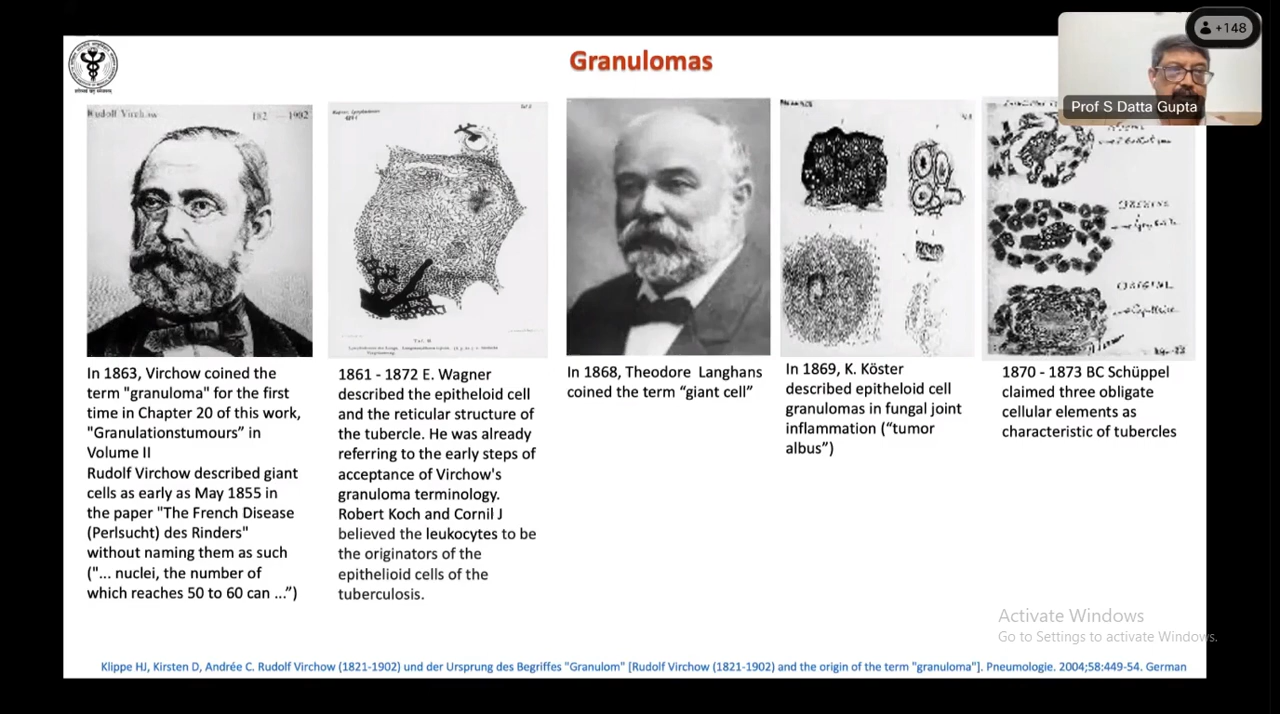 Granulomas
+148
Prof S Datta Gupta
Rudolf Virchow
In 1863, Virchow coined the
term "granuloma" for the first
time in Chapter 20 of this work,
"Granulationstumours” in
Volume II
Rudolf Virchow described giant
cells as early as May 1855 in
the paper "The French Disease
(Perlsucht) des Rinders"
without naming them as such
("... nuclei, the number of
which reaches 50 to 60 can ...”)
1861 - 1872 E. Wagner
described the epitheloid cell
and the reticular structure of
the tubercle. He was already
referring to the early steps of
acceptance of Virchow's
granuloma terminology.
Robert Koch and Cornil J
believed the leukocytes to be
the originators of the
epithelioid cells of the
tuberculosis.
In 1868, Theodore Langhans
coined the term “giant cell”
In 1869, K. Köster
described epitheloid cell
granulomas in fungal joint
inflammation (“tumor
albus”)
1870 - 1873 BC Schüppel
claimed three obligate
cellular elements as
characteristic of tubercles
Activate Windows
Go to Settings to activate Windows.
Klippe HJ, Kirsten D, Andrée C. Rudolf Virchow (1821-1902) und der Ursprung des Begriffes "Granulom" [Rudolf Virchow (1821-1902) and the origin of the term "granuloma"]. Pneumologie. 2004;58:449-54. German